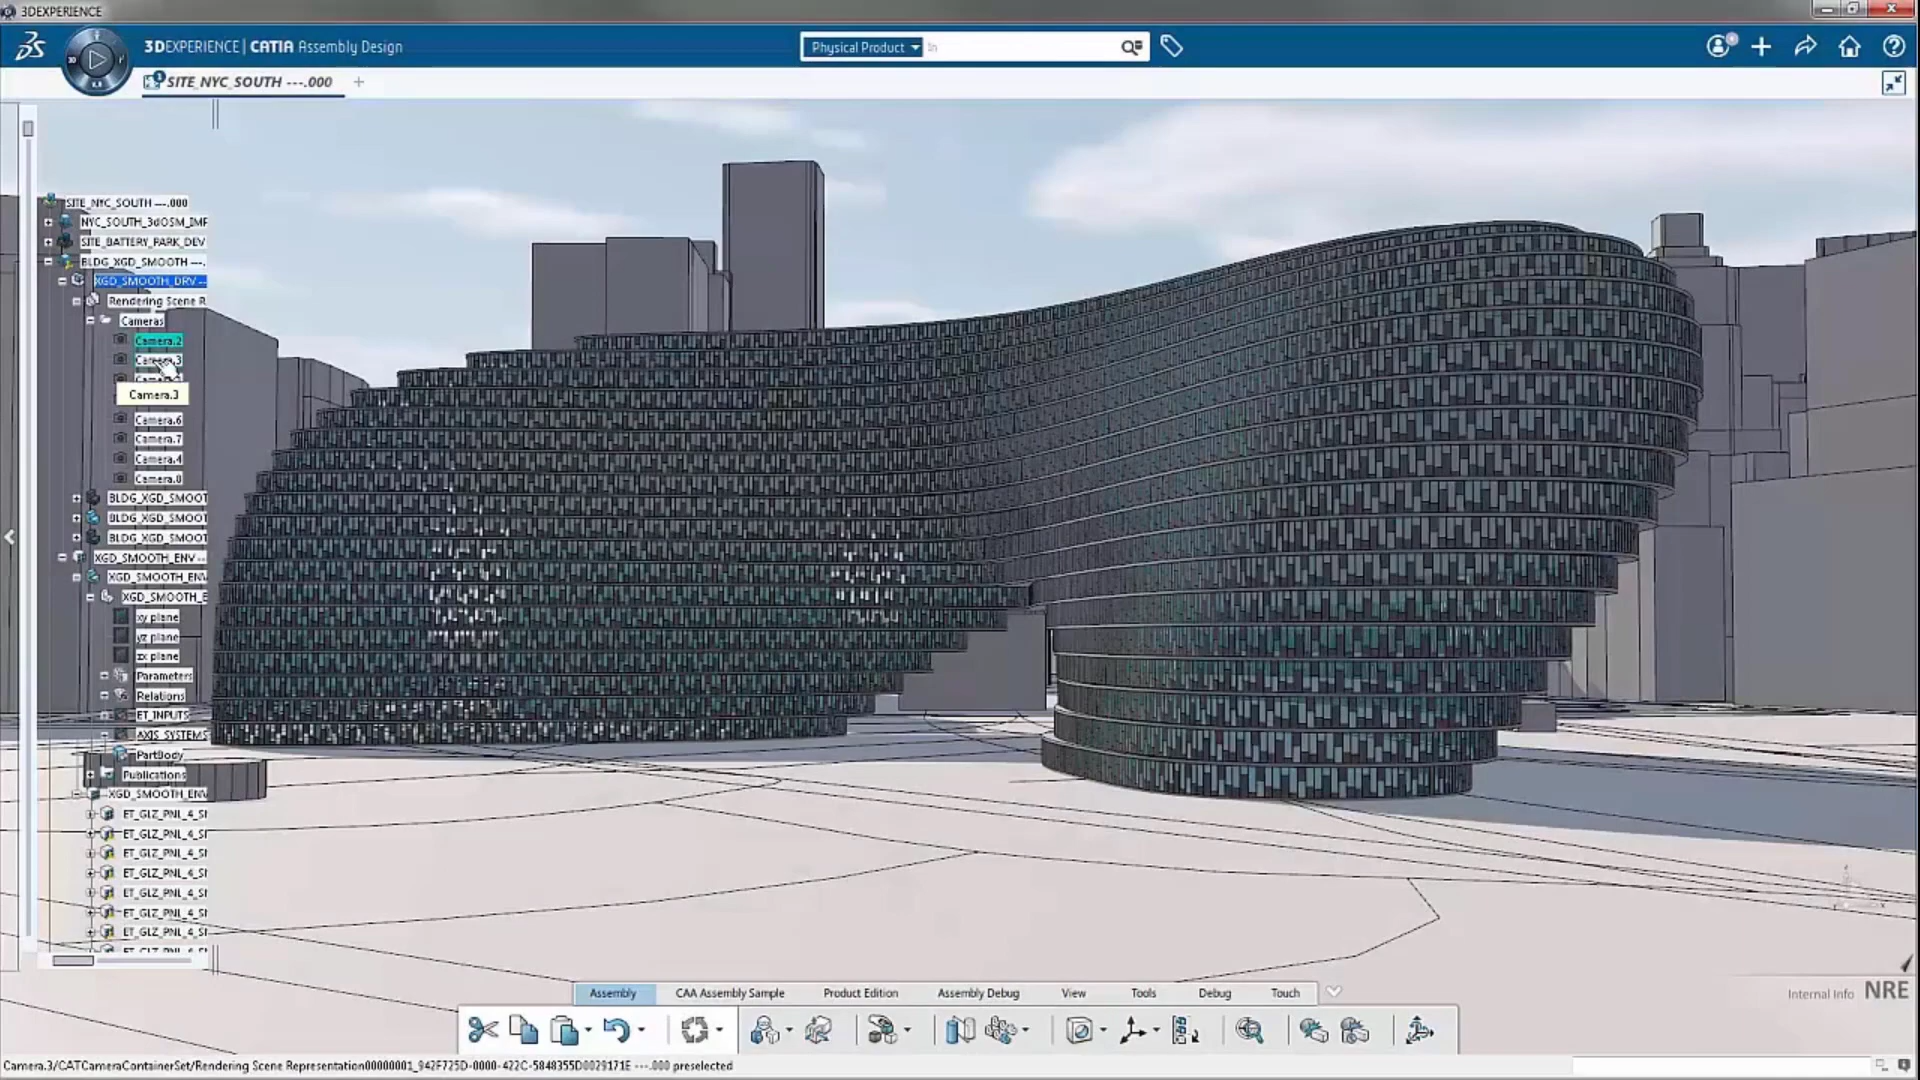 3DEXPERIENCE
3DEXPERIENCE | CATIA Assembly Design
Physical Product
In
SITE_NYC_SOUTH ---.000
SITE_NYC_SOUTH ---.000
NYC_SOUTH_3dOSM_IMP
SITE_BATTERY_PARK_DEV
BLDG_XGD_SMOOTH ---.
XGD_SMOOTH_DRV --
Rendering Scene R
Cameras
Camera.2
Camera.3
Camera.3
Camera.6
Camera.7
Camera.4
Camera.8
BLDG_XGD_SMOOT
BLDG_XGD_SMOOT
BLDG_XGD_SMOOT
XGD_SMOOTH_ENV --
XGD_SMOOTH_ENV
XGD_SMOOTH_E
xy plane
yz plane
zx plane
Parameters
Relations
ET_INPUTS
AXIS_SYSTEMS
PartBody
Publications
XGD_SMOOTH_ENV
ET_GLZ_PNL_4_SI
ET_GLZ_PNL_4_SI
ET_GLZ_PNL_4_SI
ET_GLZ_PNL_4_SI
ET_GLZ_PNL_4_SI
ET_GLZ_PNL_4_SI
ET_GLZ_PNL_4_SI
Internal Info NRE
Assembly CAA Assembly Sample Product Edition Assembly Debug View Tools Debug Touch
Camera.3/CATCameraContainerSet/Rendering Scene Representation00000001_942F725D-0000-422C-5848355D0029171E ---.000 preselected